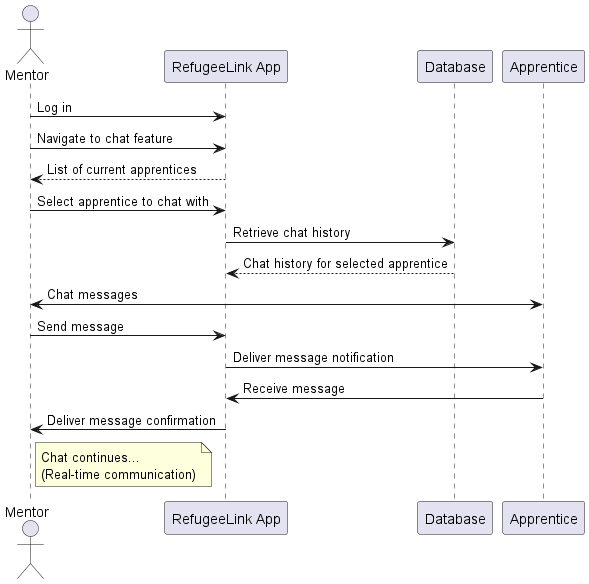 Mentor
RefugeeLink App
Database
Apprentice
Log in
Navigate to chat feature
List of current apprentices
Select apprentice to chat with
Retrieve chat history
Chat history for selected apprentice
Chat messages
Send message
Deliver message notification
Receive message
Deliver message confirmation
Chat continues...
(Real-time communication)
Mentor
RefugeeLink App
Database
Apprentice